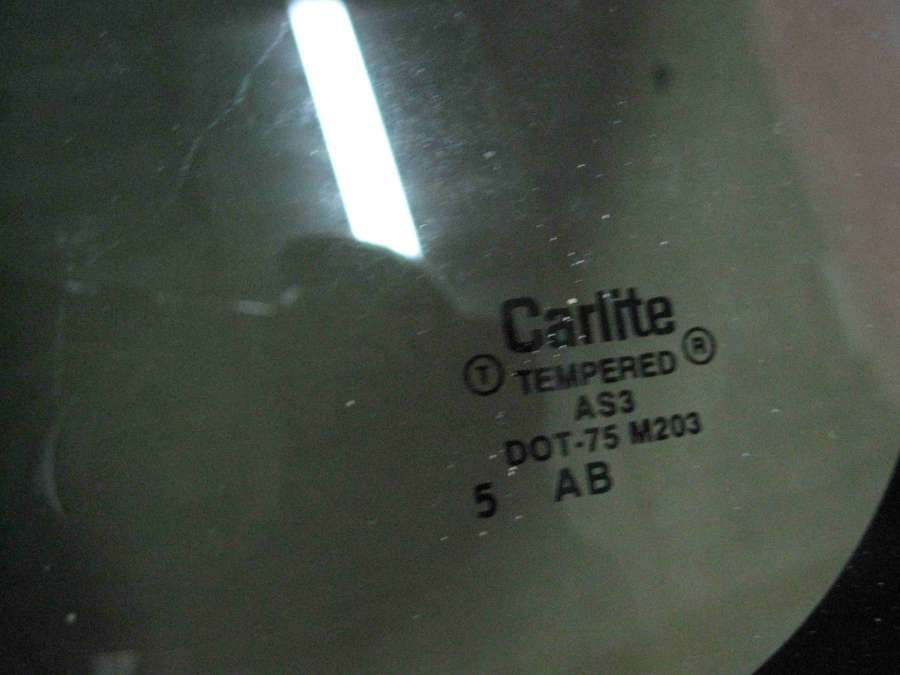 Carlite
T TEMPERED R
AS3
DOT-75 M203
5 AB